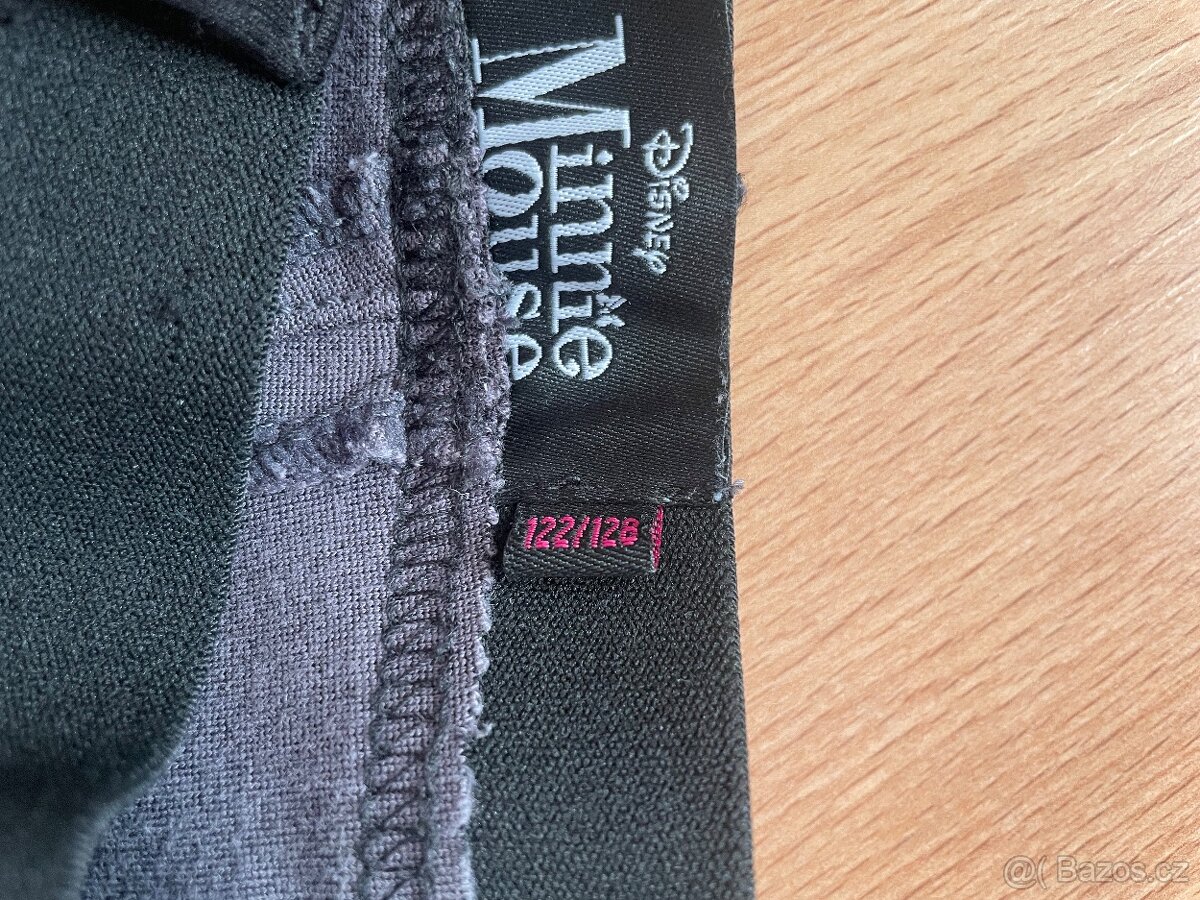 Disney
Minnie
Mouse
122/128
@( Bazos.cz